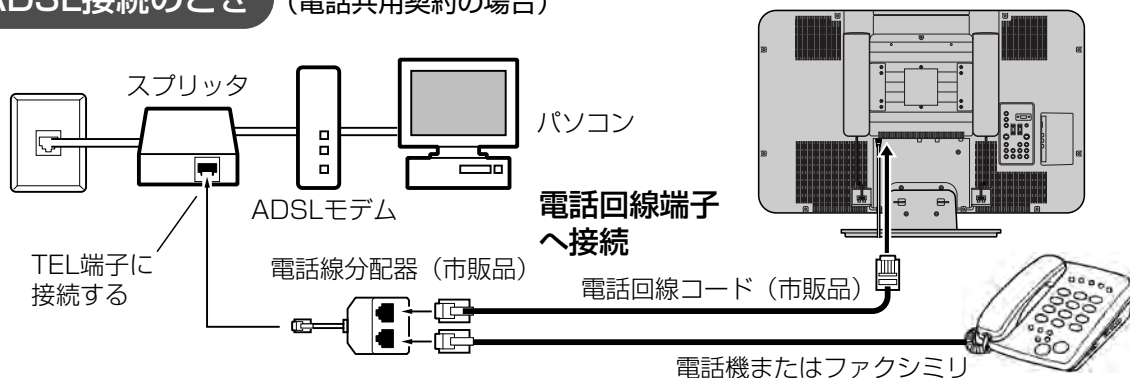 ADSL接続のとき（電話共用契約の場合）
スプリッタ
パソコン
ADSLモデム
電話回線端子
へ接続
TEL端子に
接続する
電話線分配器（市販品）
電話回線コード（市販品）
電話機またはファクシミリ